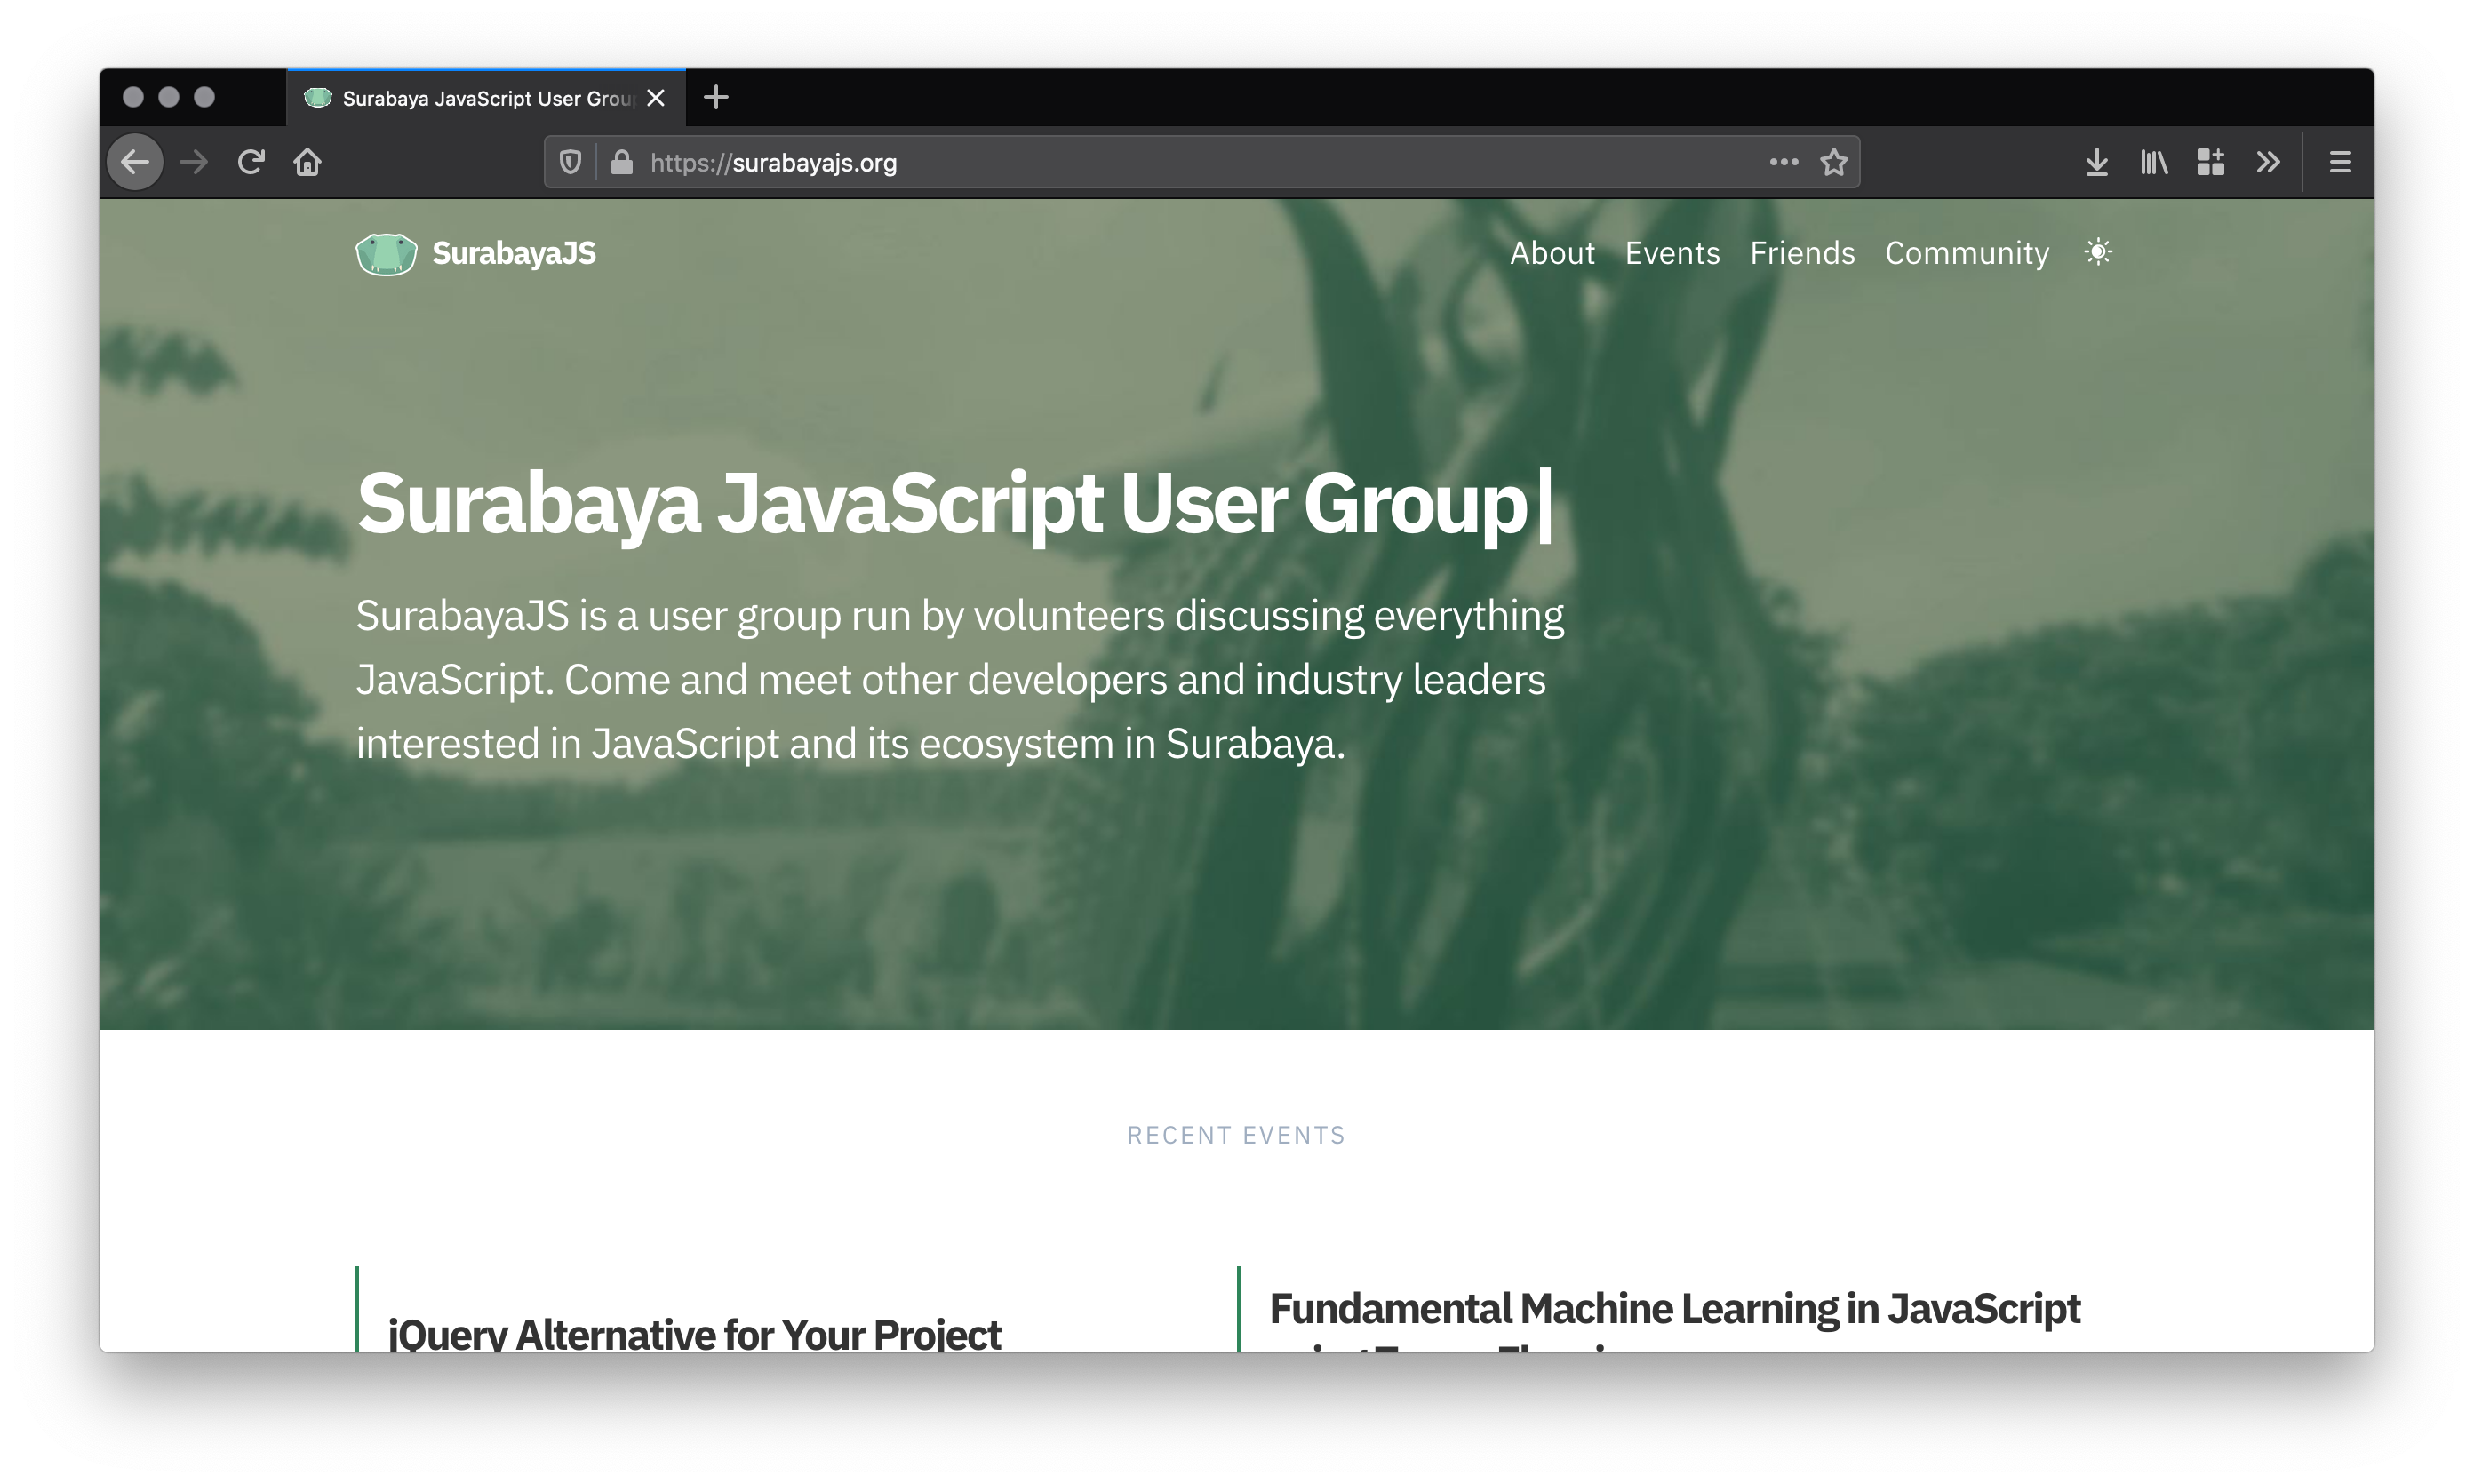 Surabaya JavaScript User Grou
https://surabayajs.org
SurabayaJS
About Events Friends Community
Surabaya JavaScript User Group|
SurabayaJS is a user group run by volunteers discussing everything
JavaScript. Come and meet other developers and industry leaders
interested in JavaScript and its ecosystem in Surabaya.
RECENT EVENTS
jQuery Alternative for Your Project
Fundamental Machine Learning in JavaScript